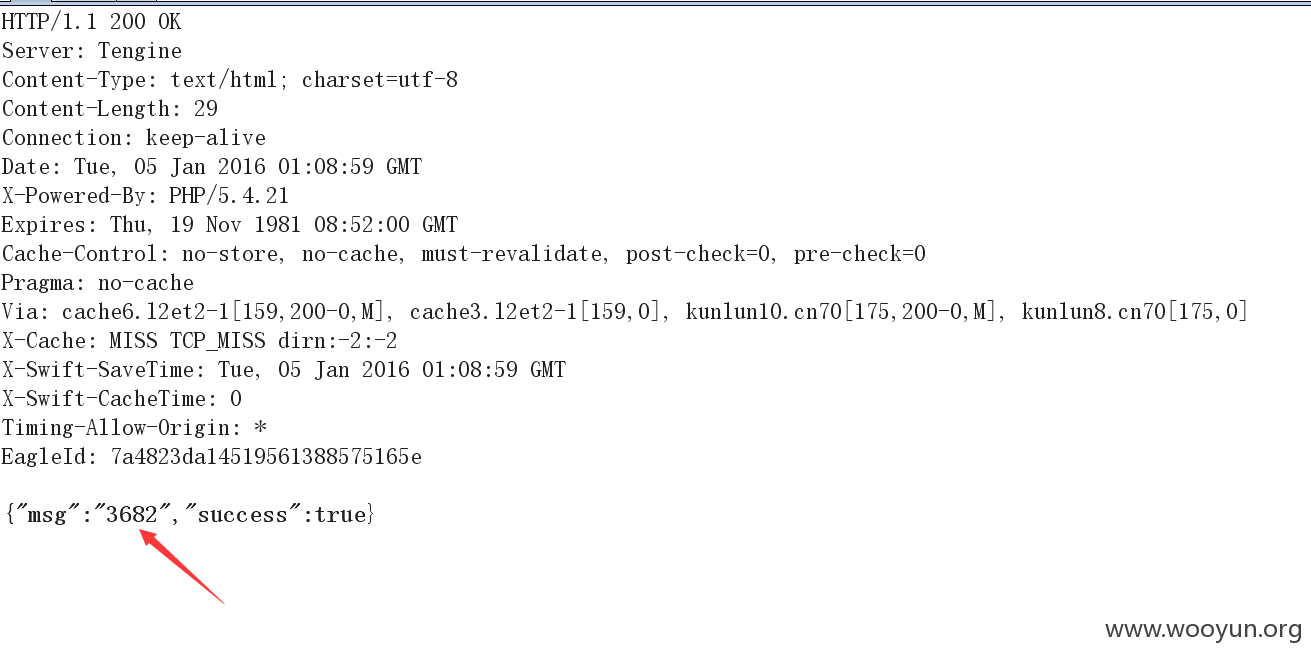 HTTP/1.1 200 OK
Server: Tengine
Content-Type: text/html; charset=utf-8
Content-Length: 29
Connection: keep-alive
Date: Tue, 05 Jan 2016 01:08:59 GMT
X-Powered-By: PHP/5.4.21
Expires: Thu, 19 Nov 1981 08:52:00 GMT
Cache-Control: no-store, no-cache, must-revalidate, post-check=0, pre-check=0
Pragma: no-cache
Via: cache6.l2et2-1[159,200-0,M], cache3.l2et2-1[159,0], kunlun10.cn70[175,200-0,M], kunlun8.cn70[175,0]
X-Cache: MISS TCP_MISS dirn:-2:-2
X-Swift-SaveTime: Tue, 05 Jan 2016 01:08:59 GMT
X-Swift-CacheTime: 0
Timing-Allow-Origin: *
EagleId: 7a4823da14519561388575165e
{"msg":"3682","success":true}
www.wooyun.org